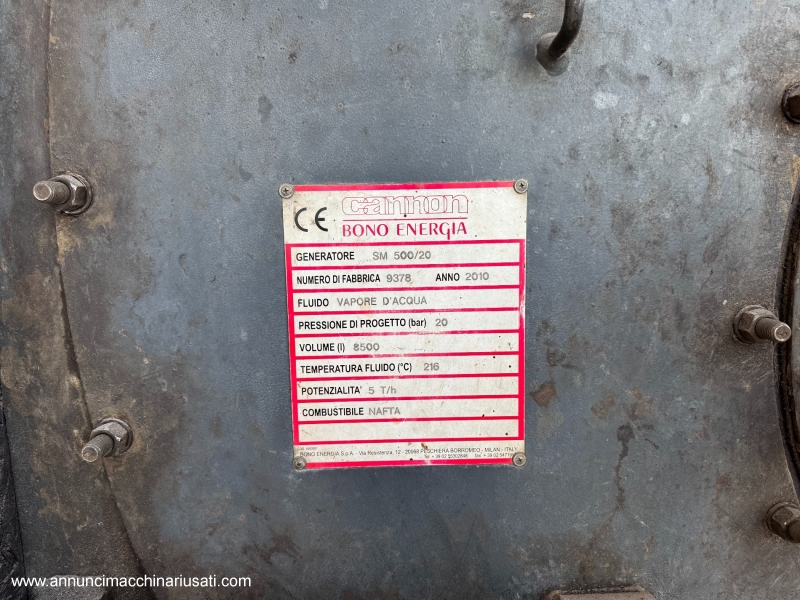 CE cannon
BONO ENERGIA
GENERATORE SM 500/20
NUMERO DI FABBRICA 9378 ANNO 2010
FLUIDO VAPORE D'ACQUA
PRESSIONE DI PROGETTO (bar) 20
VOLUME (l) 8500
TEMPERATURA FLUIDO (°C) 216
POTENZIALITA' 5 T/h
COMBUSTIBILE NAFTA
BONO ENERGIA S.p.A. - Via Resistenza, 12 - 20068 PESCHIERA BORROMEO - MILAN - ITALY
www.annuncimacchinariusati.com